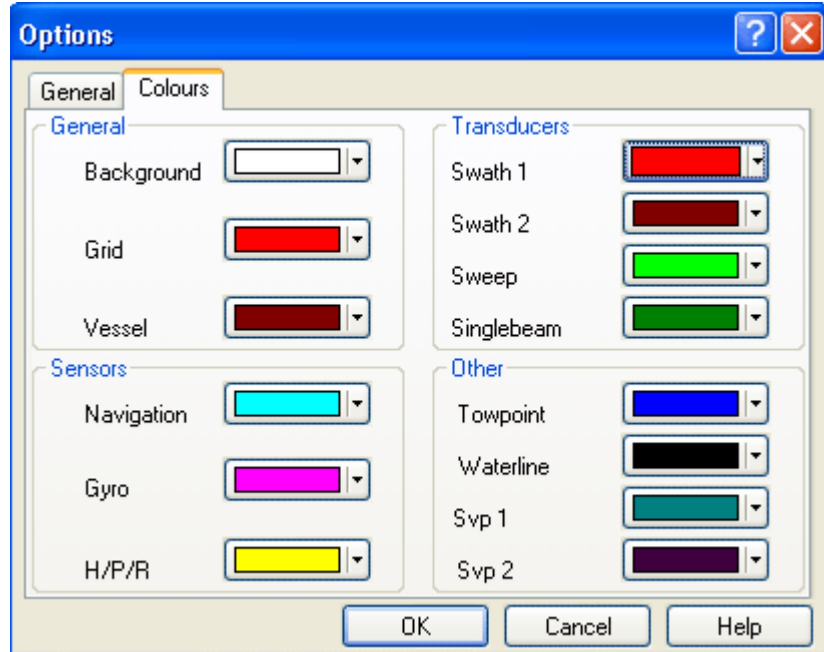 Options
General
Colours
General
Background
Grid
Vessel
Transducers
Swath 1
Swath 2
Sweep
Singlebeam
Sensors
Navigation
Gyro
H/P/R
Other
Towpoint
Waterline
Svp 1
Svp 2
OK
Cancel
Help